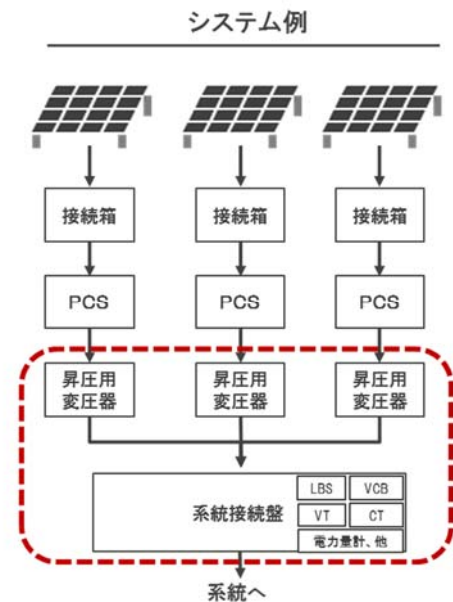 システム例
接続箱
接続箱
接続箱
PCS
PCS
PCS
昇圧用
変圧器
昇圧用
変圧器
昇圧用
変圧器
系統接続盤
LBS
VCB
VT
CT
電力量計、他
系統へ